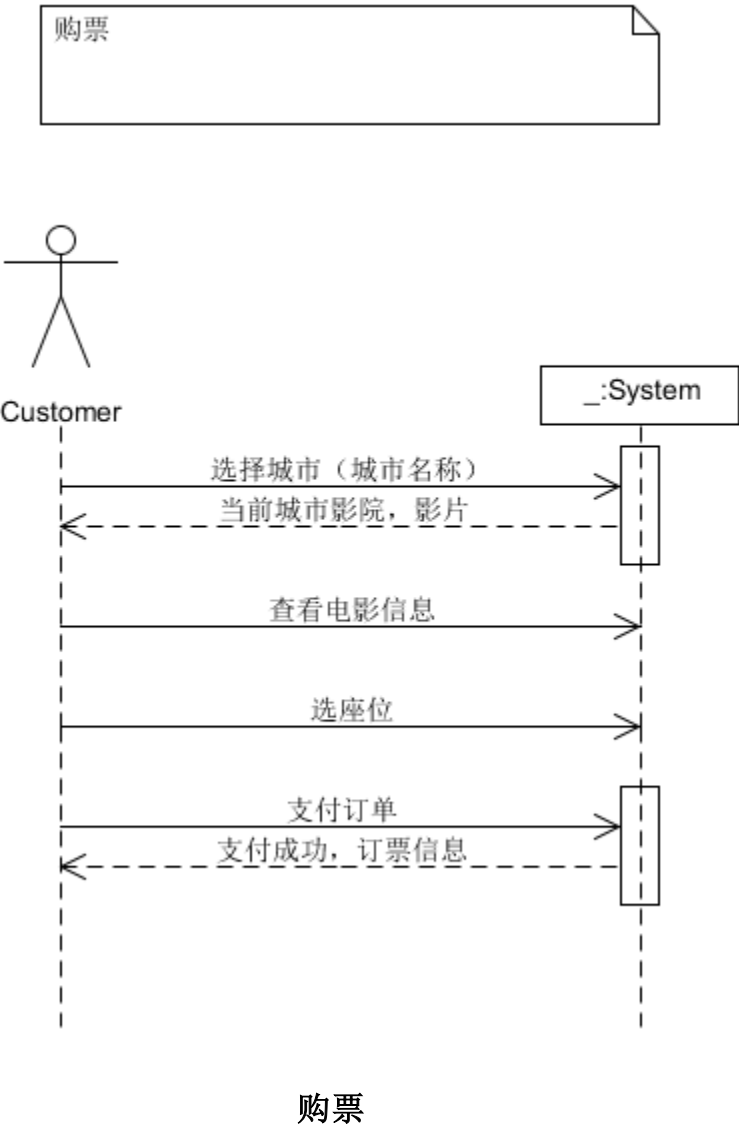 购票
Customer
_:System
选择城市（城市名称）
当前城市影院，影片
查看电影信息
选座位
支付订单
支付成功，订票信息
购票